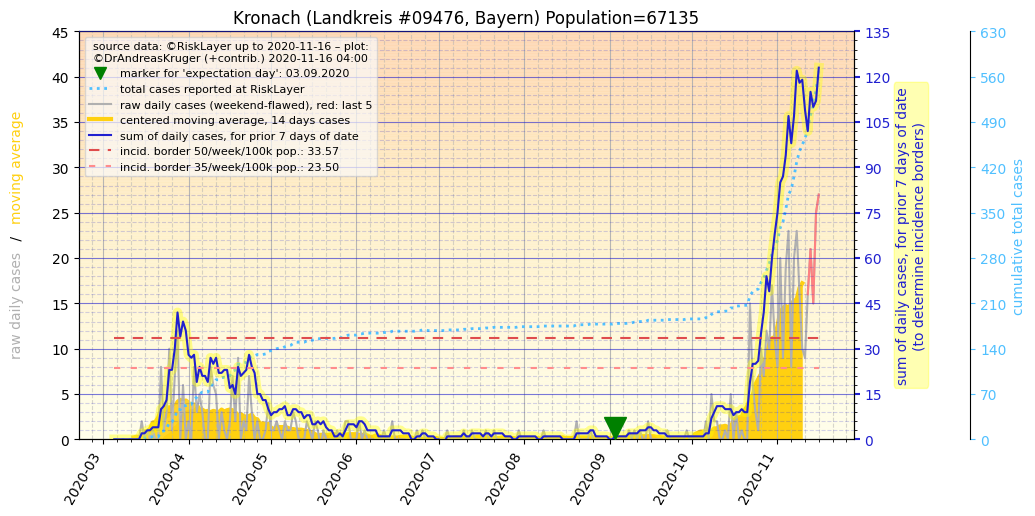 Kronach (Landkreis #09476, Bayern) Population=67135
source data: ©RiskLayer up to 2020-11-16 – plot:
©DrAndreasKruger (+contrib.) 2020-11-16 04:00
marker for 'expectation day': 03.09.2020
total cases reported at RiskLayer
raw daily cases (weekend-flawed), red: last 5
centered moving average, 14 days cases
sum of daily cases, for prior 7 days of date
incid. border 50/week/100k pop.: 33.57
incid. border 35/week/100k pop.: 23.50
raw daily cases / moving average
45
40
35
30
25
20
15
10
5
0
135
120
105
90
75
60
45
30
15
0
sum of daily cases, for prior 7 days of date
(to determine incidence borders)
630
560
490
420
350
280
210
140
70
0
cumulative total cases
2020-03
2020-04
2020-05
2020-06
2020-07
2020-08
2020-09
2020-10
2020-11